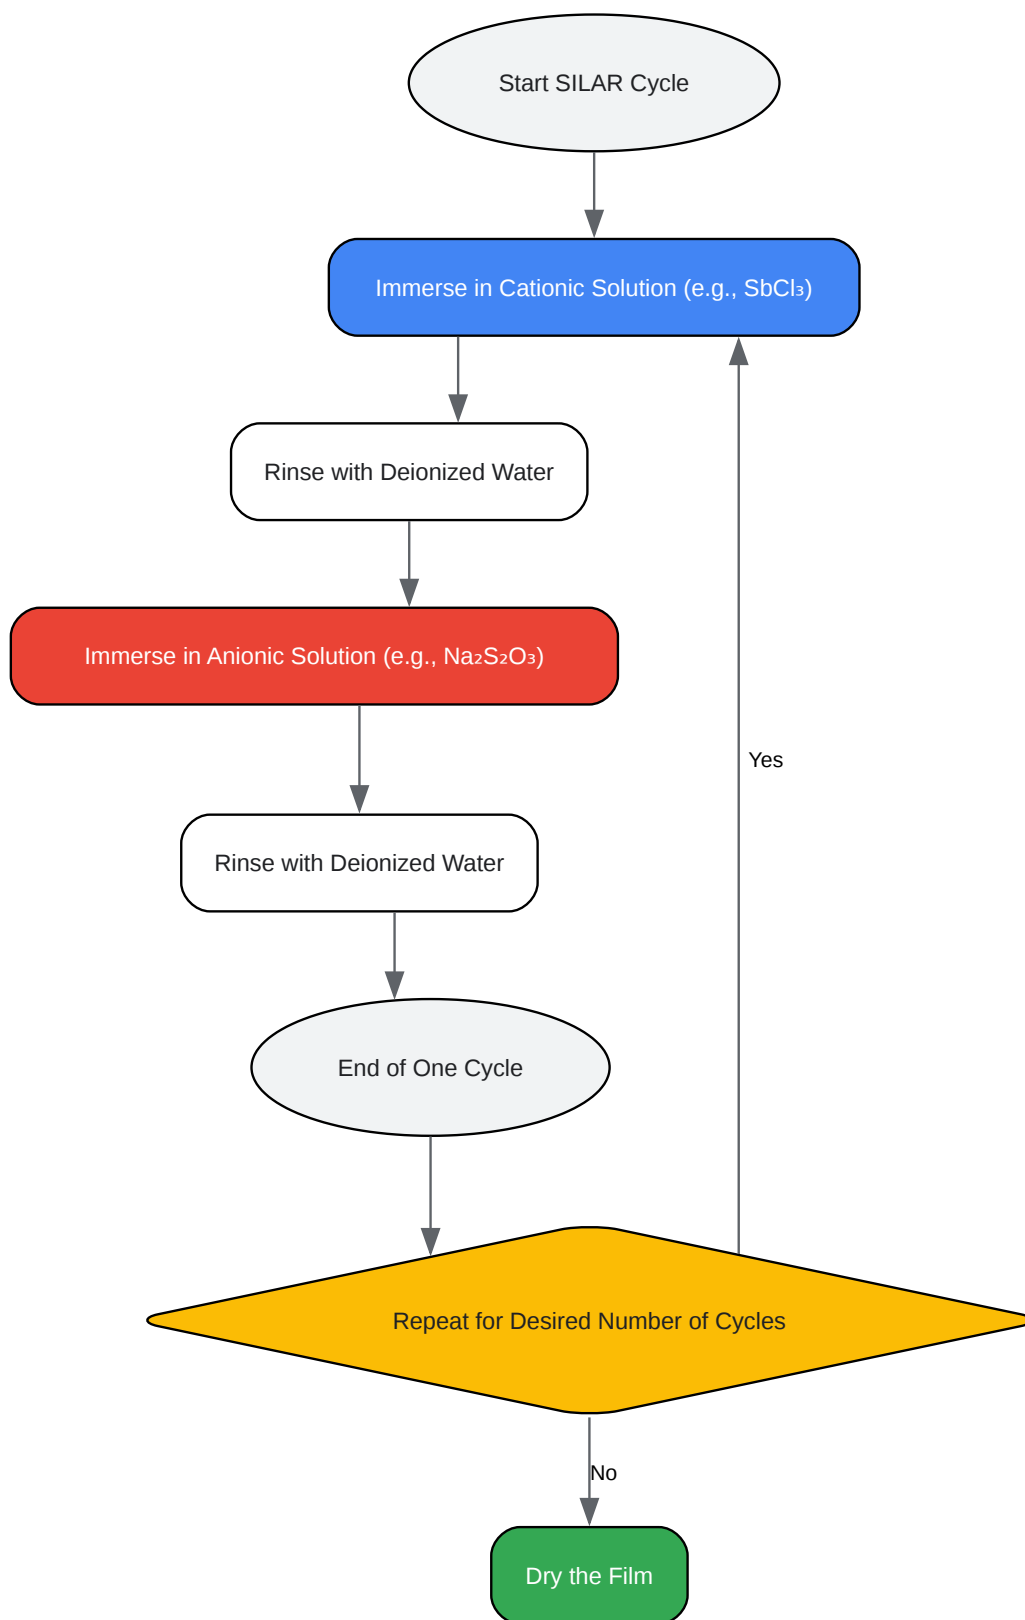 Start SILAR Cycle
Immerse in Cationic Solution (e.g., SbCl₃)
Rinse with Deionized Water
Immerse in Anionic Solution (e.g., Na₂S₂O₃)
Yes
Rinse with Deionized Water
End of One Cycle
Repeat for Desired Number of Cycles
No
Dry the Film